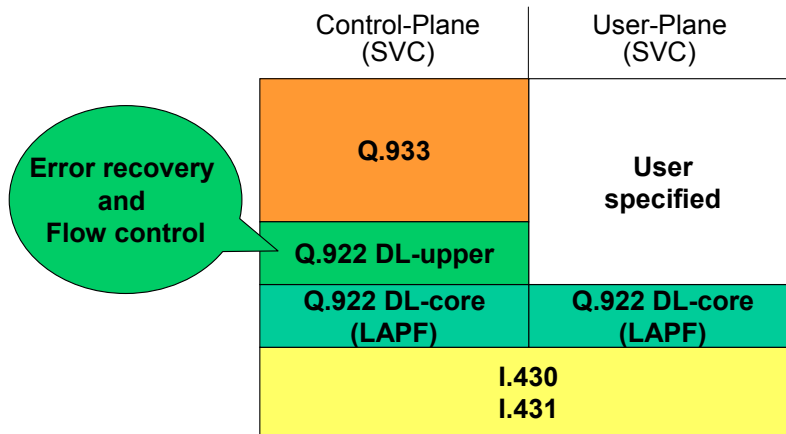 Control-Plane
(SVC)
User-Plane
(SVC)
Error recovery
and
Flow control
Q.933
User
specified
Q.922 DL-upper
Q.922 DL-core
(LAPF)
Q.922 DL-core
(LAPF)
I.430
I.431